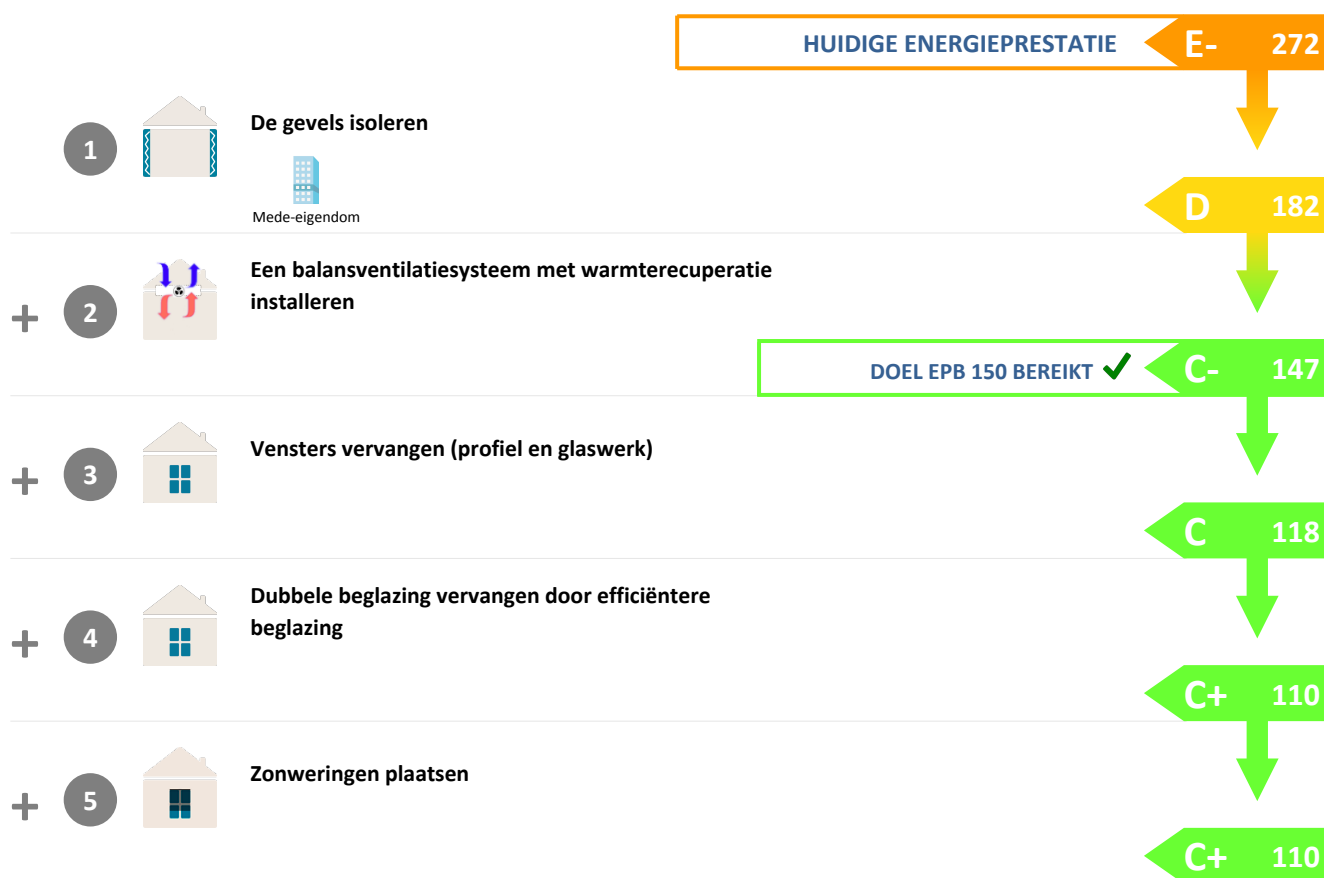 HUIDIGE ENERGIEPRESTATIE E- 272
1 De gevels isoleren
Mede-eigendom
D 182
Een balansventilatiesysteem met warmterecuperatie
+ 2 installeren
DOEL EPB 150 BEREIKT ✓ C- 147
Vensters vervangen (profiel en glaswerk)
+ 3
C 118
Dubbele beglazing vervangen door efficiëntere
+ 4 beglazing
C+ 110
Zonweringen plaatsen
+ 5
C+ 110